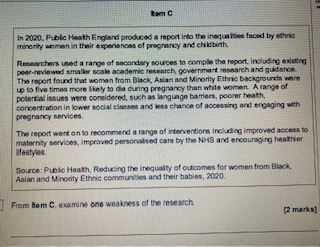 Item C
In 2020, Public Health England produced a report into the inequalities faced by ethnic
minority women in their experiences of pregnancy and childbirth.
Researchers used a range of secondary sources to compile the report, including existing
peer-reviewed smaller scale academic research, government research and guidance.
The report found that women from Black, Asian and Minority Ethnic backgrounds were
up to five times more likely to die during pregnancy than white women. A range of
potential issues were considered, such as language barriers, poorer health,
concentration in lower social classes and less chance of accessing and engaging with
pregnancy services.
The report went on to recommend a range of interventions including improved access to
maternity services, improved personalised care by the NHS and encouraging healthier
lifestyles.
Source: Public Health, Reducing the inequality of outcomes for women from Black,
Asian and Minority Ethnic communities and their babies, 2020.
From Item C, examine one weakness of the research.
[2 marks]